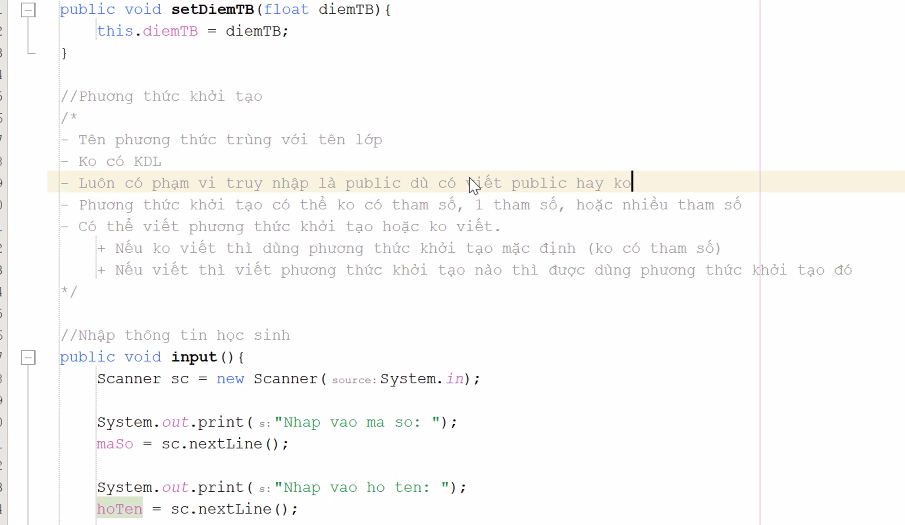 public void setDiemTB(float diemTB){
this.diemTB = diemTB;
}
//Phương thức khởi tạo
/*
- Tên phương thức trùng với tên lớp
- Ko có KDL
- Luôn có phạm vi truy nhập là public dù có viết public hay ko
- Phương thức khởi tạo có thể ko có tham số, 1 tham số, hoặc nhiều tham số
- Có thể viết phương thức khởi tạo hoặc ko viết.
+ Nếu ko viết thì dùng phương thức khởi tạo mặc định (ko có tham số)
+ Nếu viết thì viết phương thức khởi tạo nào thì được dùng phương thức khởi tạo đó
*/
//Nhập thông tin học sinh
public void input(){
Scanner sc = new Scanner(source:System.in);
System.out.print(s:"Nhap vao ma so: ");
maSo = sc.nextLine();
System.out.print(s:"Nhap vao ho ten: ");
hoTen = sc.nextLine();